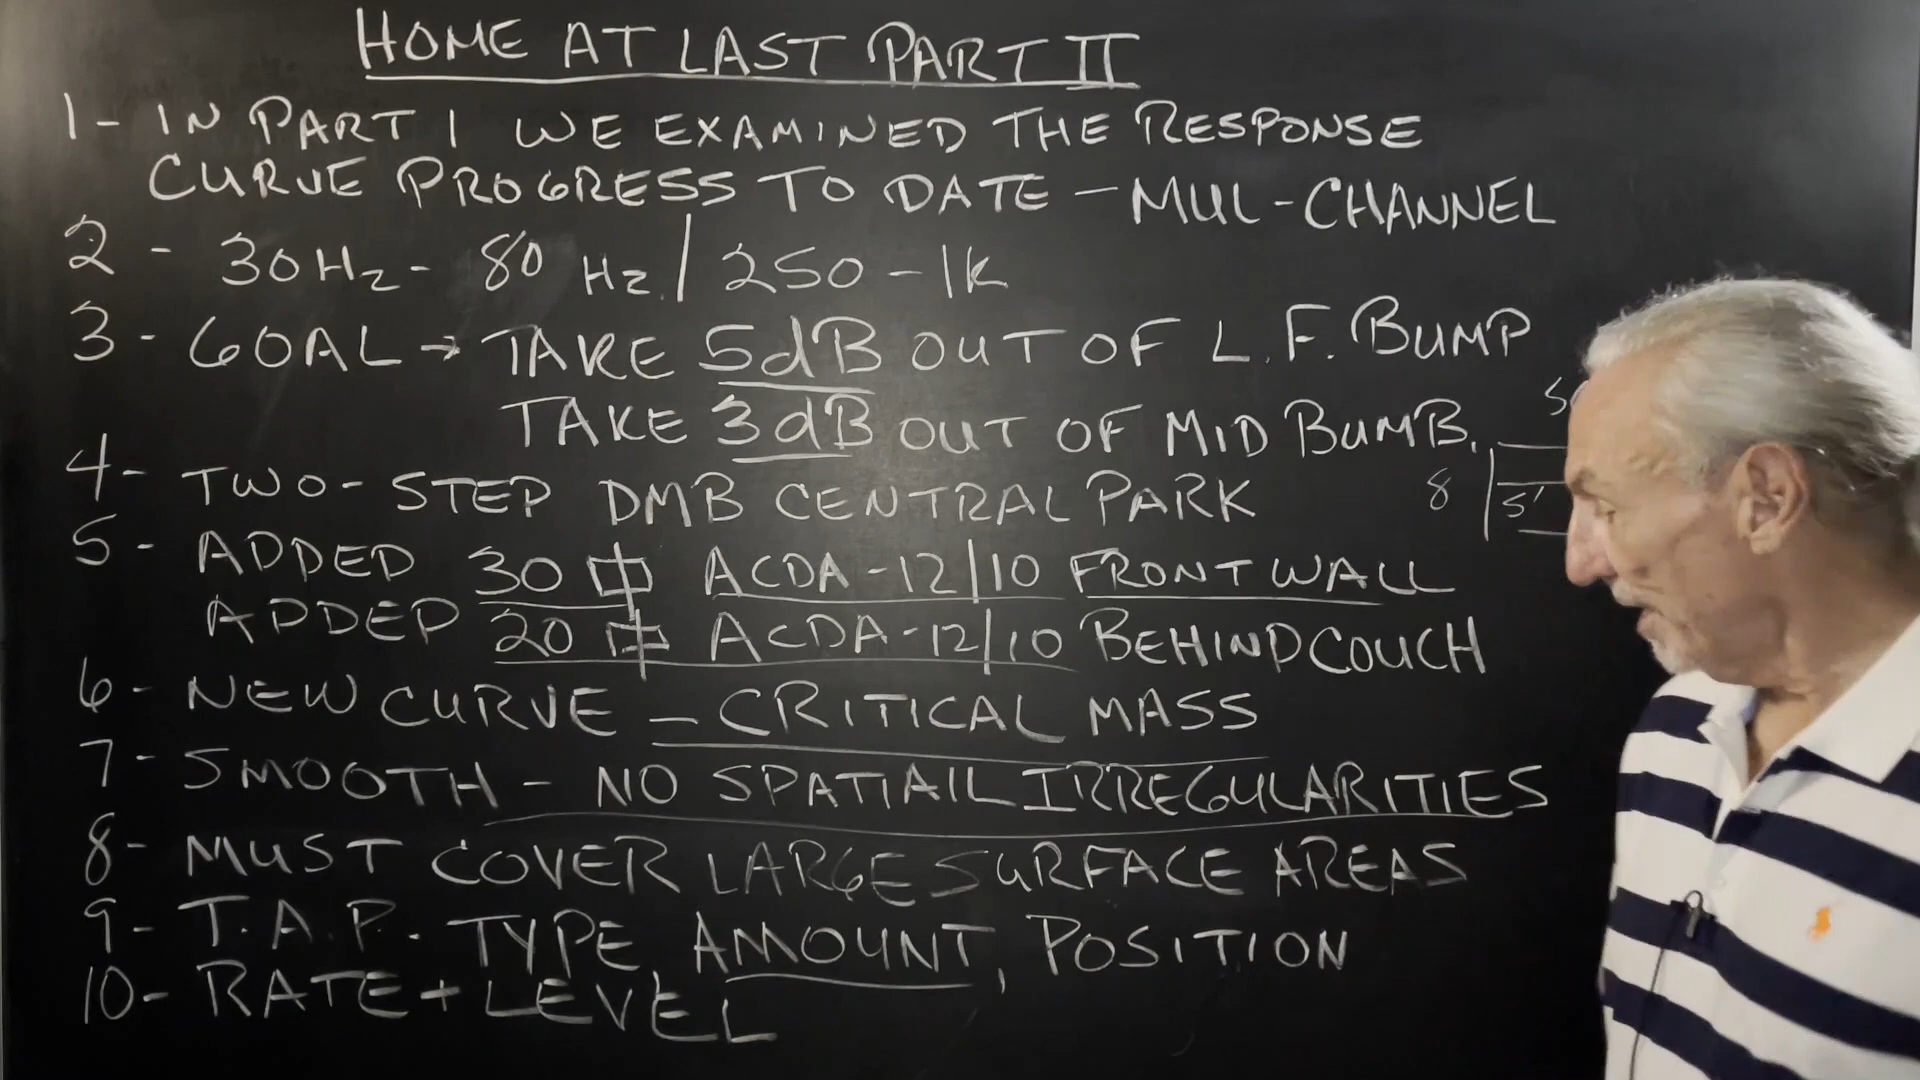 HOME AT LAST PART II
1- IN PART 1 WE EXAMINED THE RESPONSE
CURVE PROGRESS TO DATE - MUL-CHANNEL
2 - 30Hz- 80 Hz./250-1K
3- GOAL → TAKE 5dB OUT OF L.F. BUMP
TAKE 3dB OUT OF MID BUMB.
4- TWO-STEP DMB CENTRAL PARK
8 5'
5- ADDED 30 ACDA-12/10 FRONT WALL
ADDED 20 ACDA-12/10 BEHIND COUCH
6- NEW CURVE - CRITICAL MASS
7- SMOOTH - NO SPATIAIL IRREGULARITIES
8- MUST COVER LARGE SURFACE AREAS
9- T.A.P. TYPE, AMOUNT, POSITION
10- RATE + LEVEL